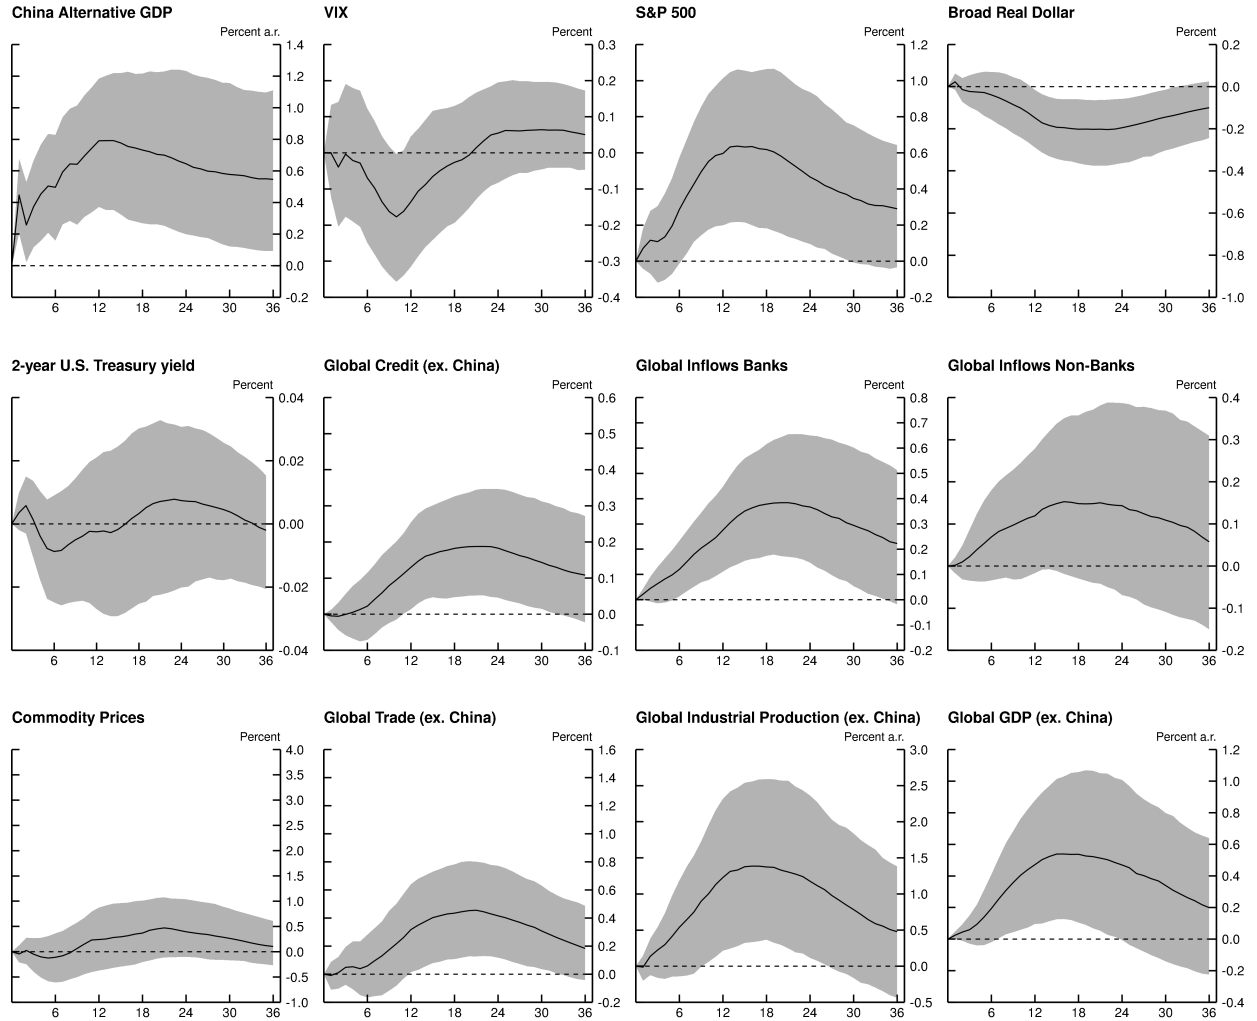 China Alternative GDP
Percent a.r.
1.4
1.2
1.0
0.8
0.6
0.4
0.2
0.0
-0.2
6 12 18 24 30 36
VIX
Percent
0.3
0.2
0.1
0.0
-0.1
-0.2
-0.3
-0.4
6 12 18 24 30 36
S&P 500
Percent
1.2
1.0
0.8
0.6
0.4
0.2
0.0
-0.2
6 12 18 24 30 36
Broad Real Dollar
Percent
0.2
0.0
-0.2
-0.4
-0.6
-0.8
-1.0
6 12 18 24 30 36
2-year U.S. Treasury yield
Percent
0.04
0.02
0.00
-0.02
-0.04
6 12 18 24 30 36
Global Credit (ex. China)
Percent
0.6
0.5
0.4
0.3
0.2
0.1
0.0
-0.1
6 12 18 24 30 36
Global Inflows Banks
Percent
0.8
0.7
0.6
0.5
0.4
0.3
0.2
0.1
0.0
-0.1
-0.2
6 12 18 24 30 36
Global Inflows Non-Banks
Percent
0.4
0.3
0.2
0.1
0.0
-0.1
-0.2
6 12 18 24 30 36
Commodity Prices
Percent
4.0
3.5
3.0
2.5
2.0
1.5
1.0
0.5
0.0
-0.5
-1.0
6 12 18 24 30 36
Global Trade (ex. China)
Percent
1.6
1.4
1.2
1.0
0.8
0.6
0.4
0.2
0.0
-0.2
6 12 18 24 30 36
Global Industrial Production (ex. China)
Percent a.r.
3.0
2.5
2.0
1.5
1.0
0.5
0.0
-0.5
6 12 18 24 30 36
Global GDP (ex. China)
Percent a.r.
1.2
1.0
0.8
0.6
0.4
0.2
0.0
-0.2
-0.4
6 12 18 24 30 36